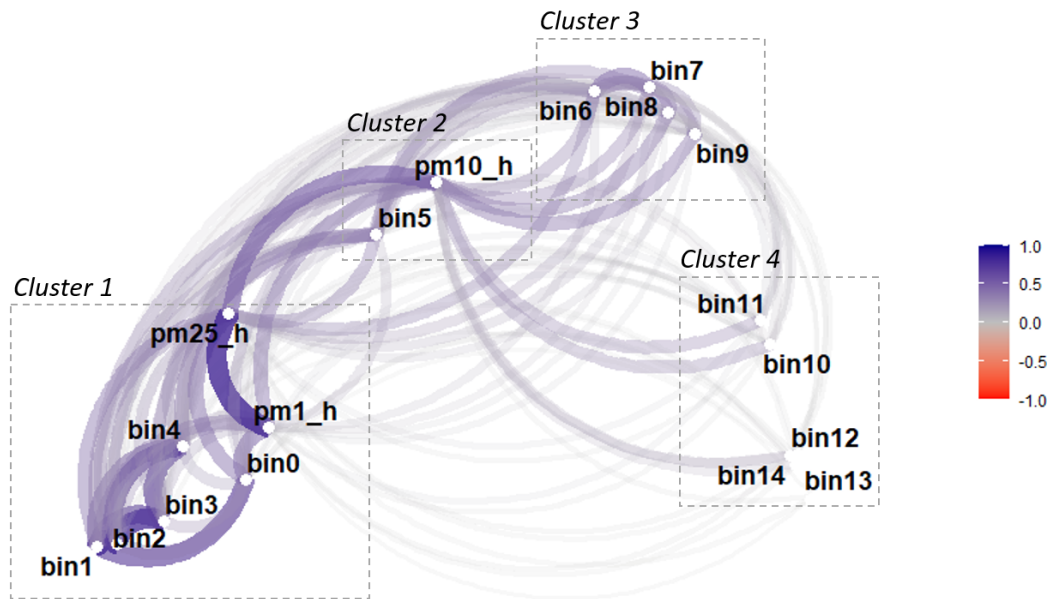 Cluster 3
bin7
bin6
bin8
bin9
Cluster 2
pm10_h
bin5
Cluster 4
bin11
bin10
bin12
bin14
bin13
Cluster 1
pm25_h
pm1_h
bin4
bin0
bin3
bin2
bin1
1.0
0.5
0.0
-0.5
-1.0